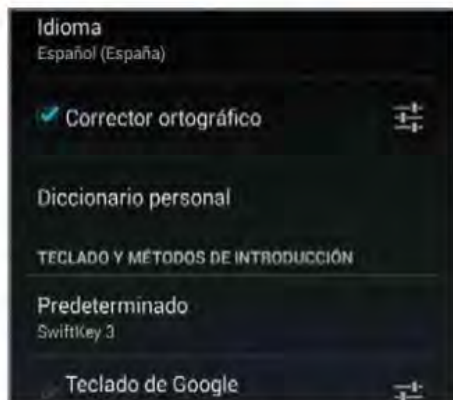 Idioma
Español (España)
Corrector ortográfico
Diccionario personal
TECLADO Y MÉTODOS DE INTRODUCCIÓN
Predeterminado
SwiftKey 3
Teclado de Google